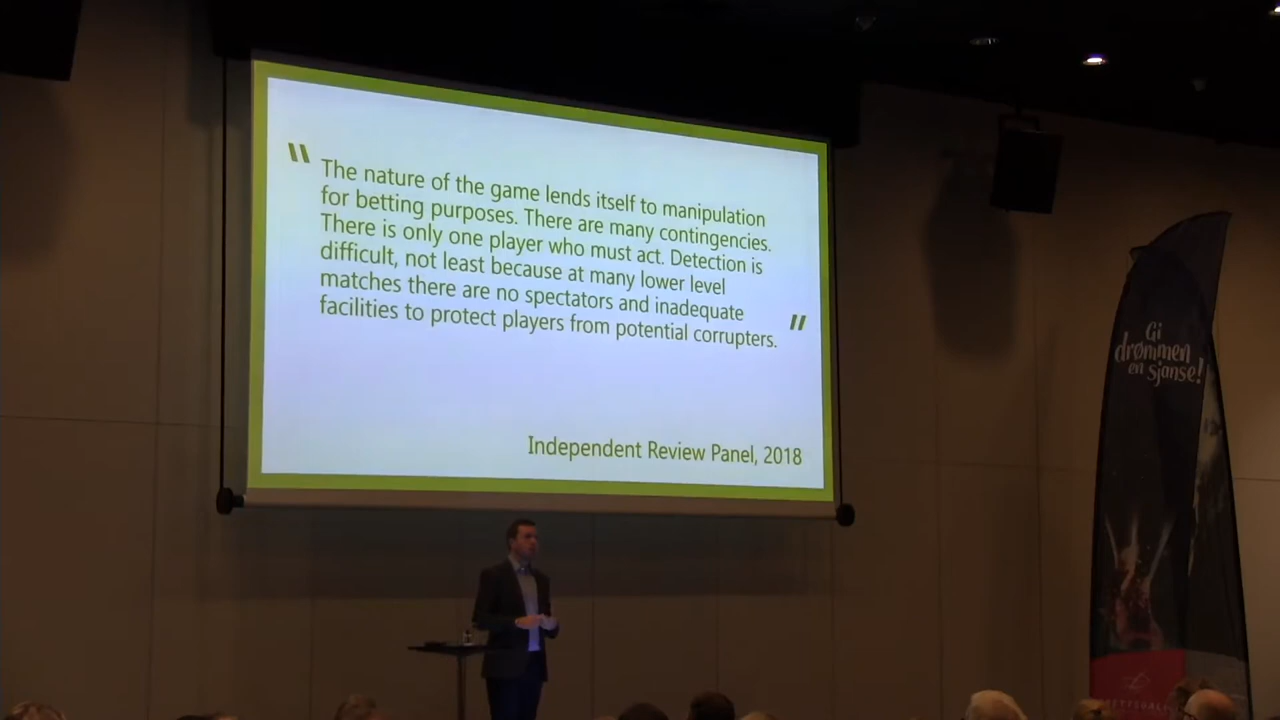 "
The nature of the game lends itself to manipulation
for betting purposes. There are many contingencies.
There is only one player who must act. Detection is
difficult, not least because at many lower level
matches there are no spectators and inadequate
facilities to protect players from potential corrupters.
"
Independent Review Panel, 2018
Gi
drømmen
en sjanse!